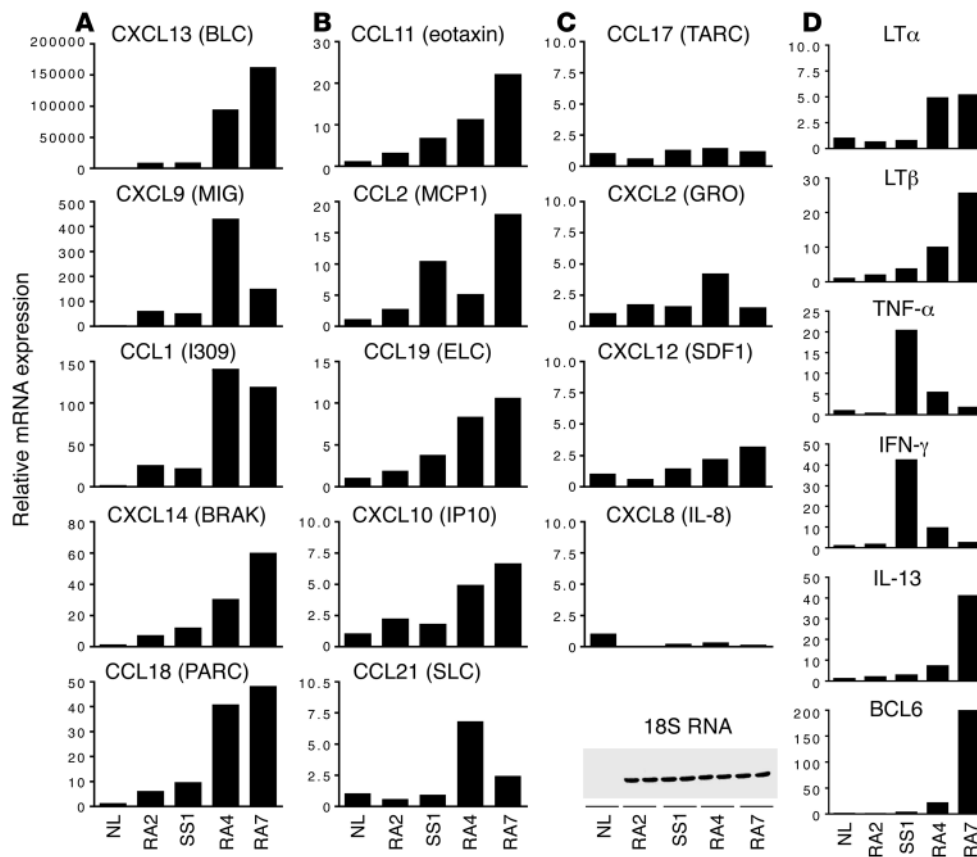 A
CXCL13 (BLC)
200000
150000
100000
50000
0
CXCL9 (MIG)
500
400
300
200
100
0
CCL1 (I309)
150
100
50
0
CXCL14 (BRAK)
80
60
40
20
0
CCL18 (PARC)
50
40
30
20
10
0
NL
RA2
SS1
RA4
RA7
Relative mRNA expression
B
CCL11 (eotaxin)
30
20
10
0
CCL2 (MCP1)
20
15
10
5
0
CCL19 (ELC)
15
10
5
0
CXCL10 (IP10)
10.0
7.5
5.0
2.5
0
CCL21 (SLC)
10.0
7.5
5.0
2.5
0
NL
RA2
SS1
RA4
RA7
C
CCL17 (TARC)
10.0
7.5
5.0
2.5
0
CXCL2 (GRO)
10.0
7.5
5.0
2.5
0
CXCL12 (SDF1)
10.0
7.5
5.0
2.5
0
CXCL8 (IL-8)
10.0
7.5
5.0
2.5
0
18S RNA
NL
RA2
SS1
RA4
RA7
D
LTα
10.0
7.5
5.0
2.5
0
LTβ
30
20
10
0
TNF-α
25
20
15
10
5
0
IFN-γ
50
40
30
20
10
0
IL-13
50
40
30
20
10
0
BCL6
200
150
100
50
0
NL
RA2
SS1
RA4
RA7